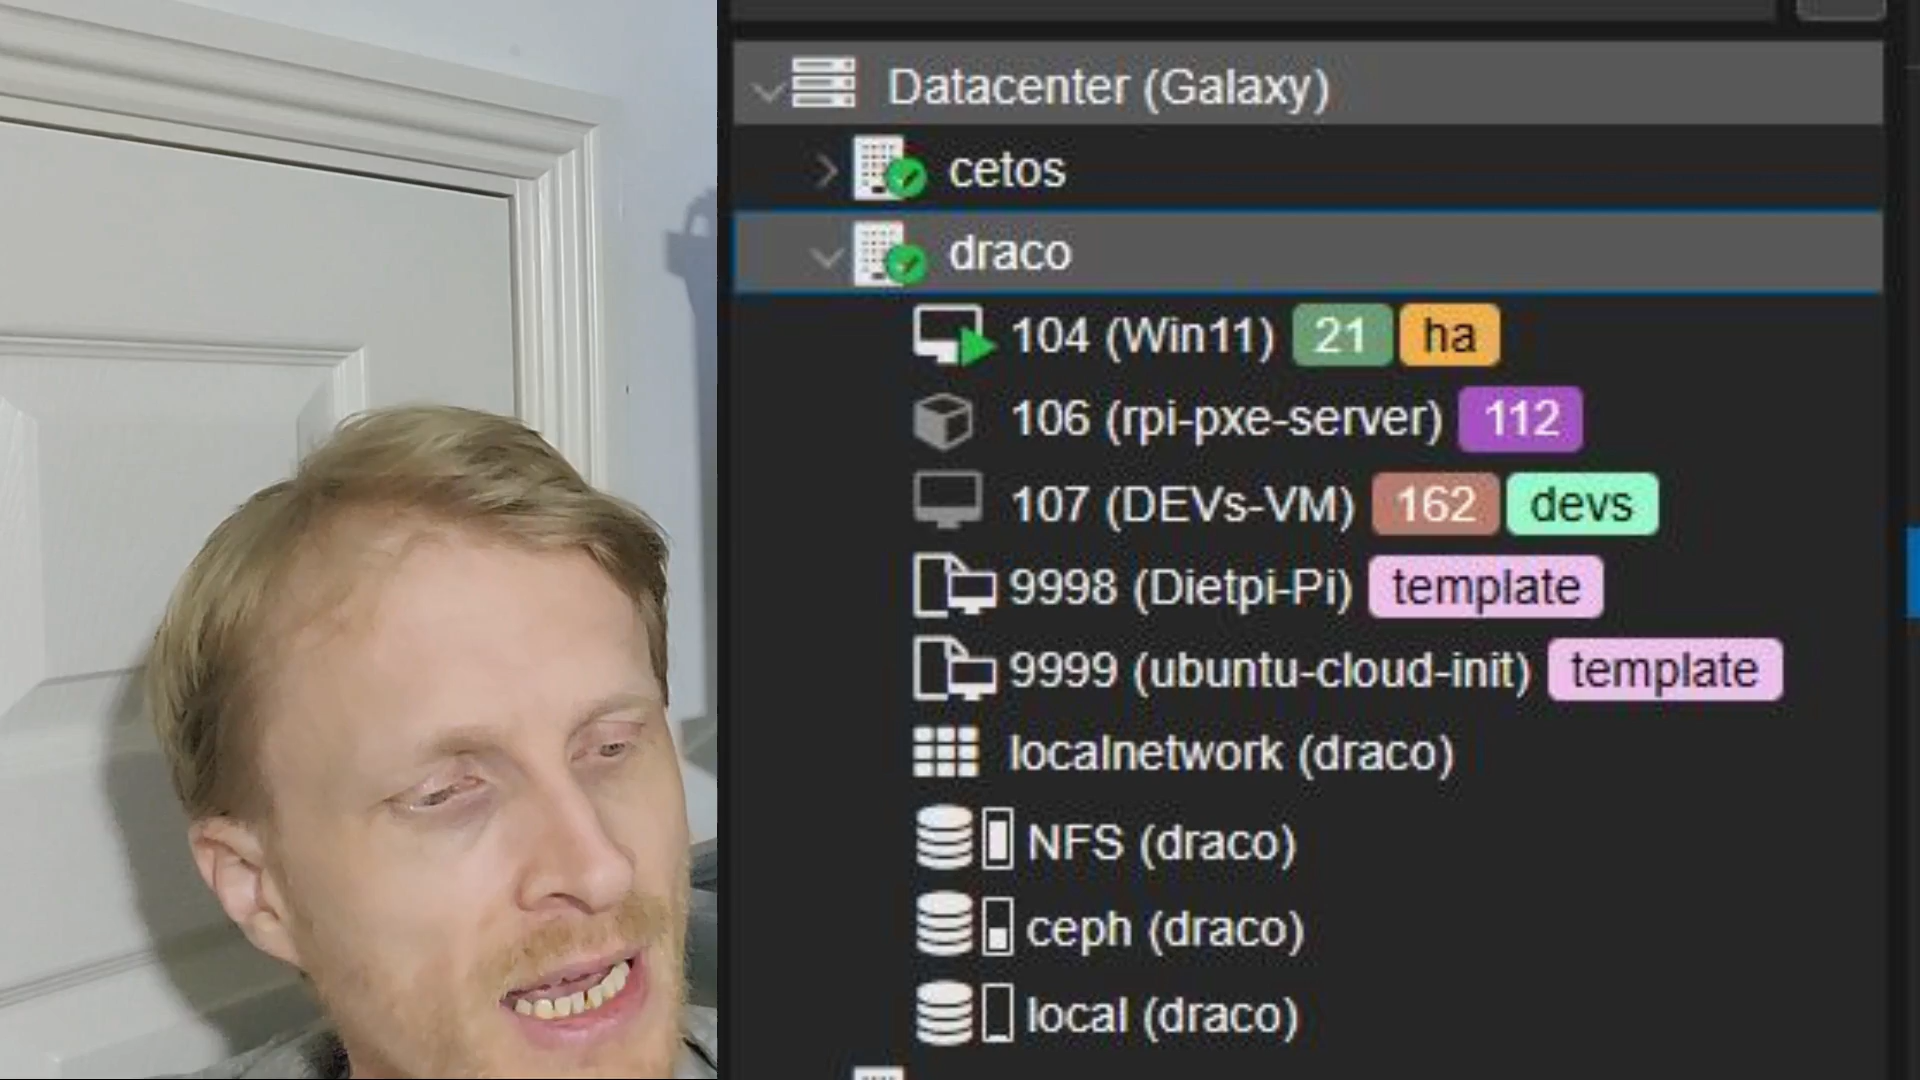 Datacenter (Galaxy)
cetos
draco
104 (Win11) 21 ha
106 (rpi-pxe-server) 112
107 (DEVs-VM) 162 devs
9998 (Dietpi-Pi) template
9999 (ubuntu-cloud-init) template
localnetwork (draco)
NFS (draco)
ceph (draco)
local (draco)